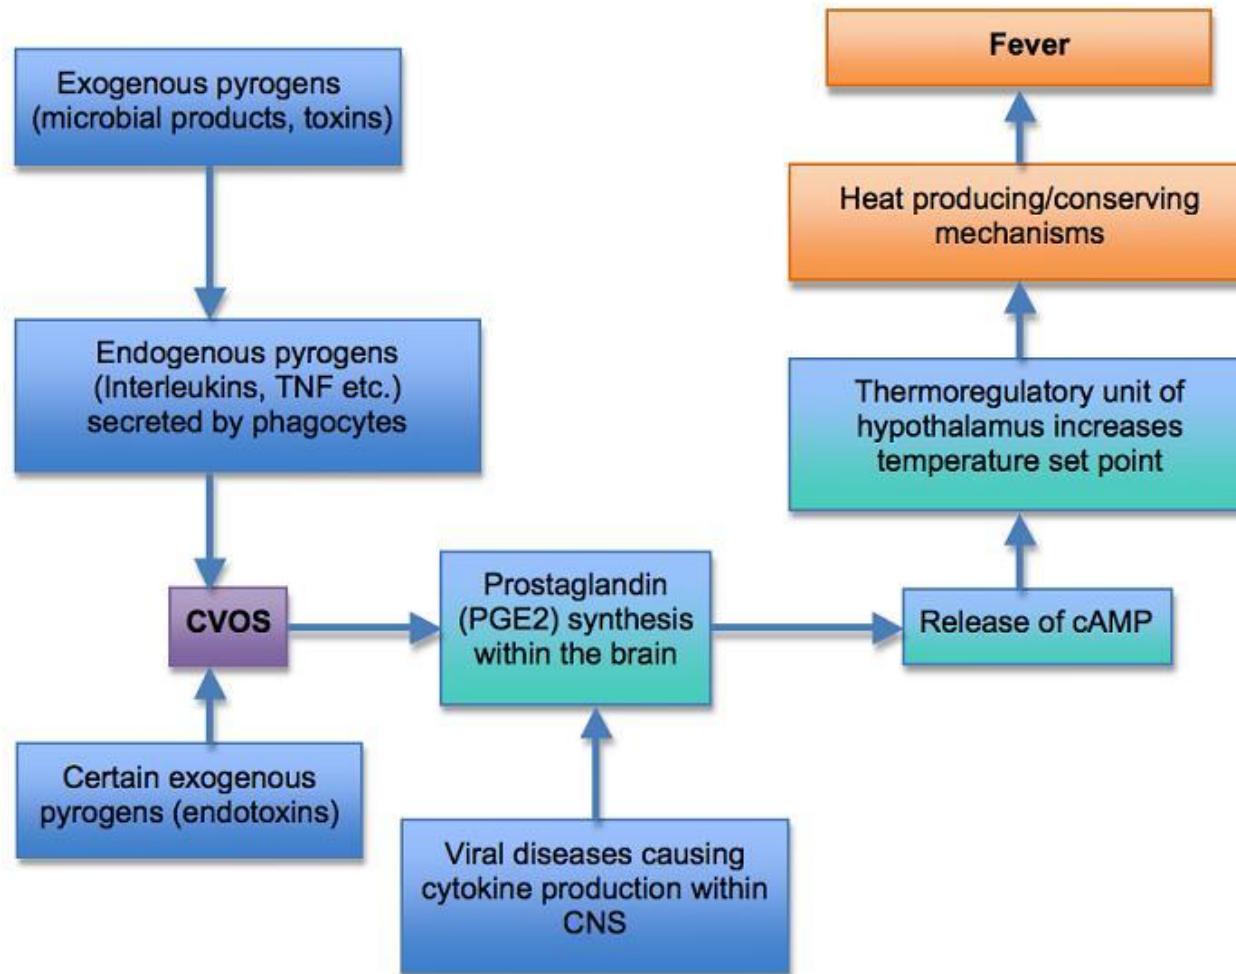 Exogenous pyrogens
(microbial products, toxins)
Endogenous pyrogens
(Interleukins, TNF etc.)
secreted by phagocytes
CVOS
Certain exogenous
pyrogens (endotoxins)
Prostaglandin
(PGE2) synthesis
within the brain
Viral diseases causing
cytokine production within
CNS
Release of cAMP
Thermoregulatory unit of
hypothalamus increases
temperature set point
Heat producing/conserving
mechanisms
Fever